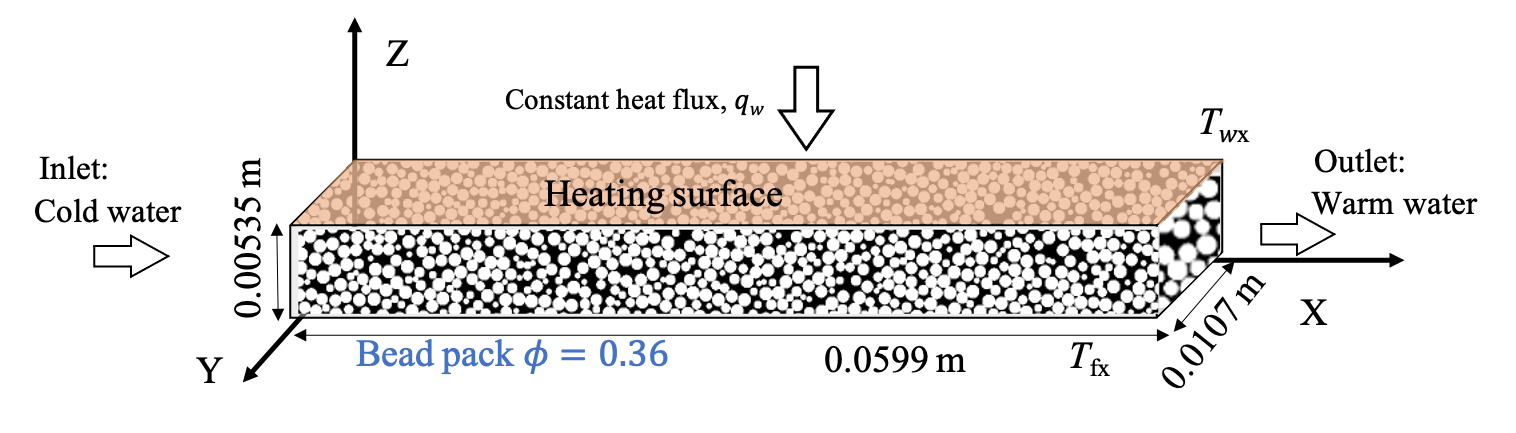 Z
Constant heat flux, q_w
T_wx
Inlet:
Cold water
Outlet:
Warm water
Heating surface
0.00535 m
X
Y
Bead pack ϕ = 0.36
0.0599 m
T_fx
0.0107 m